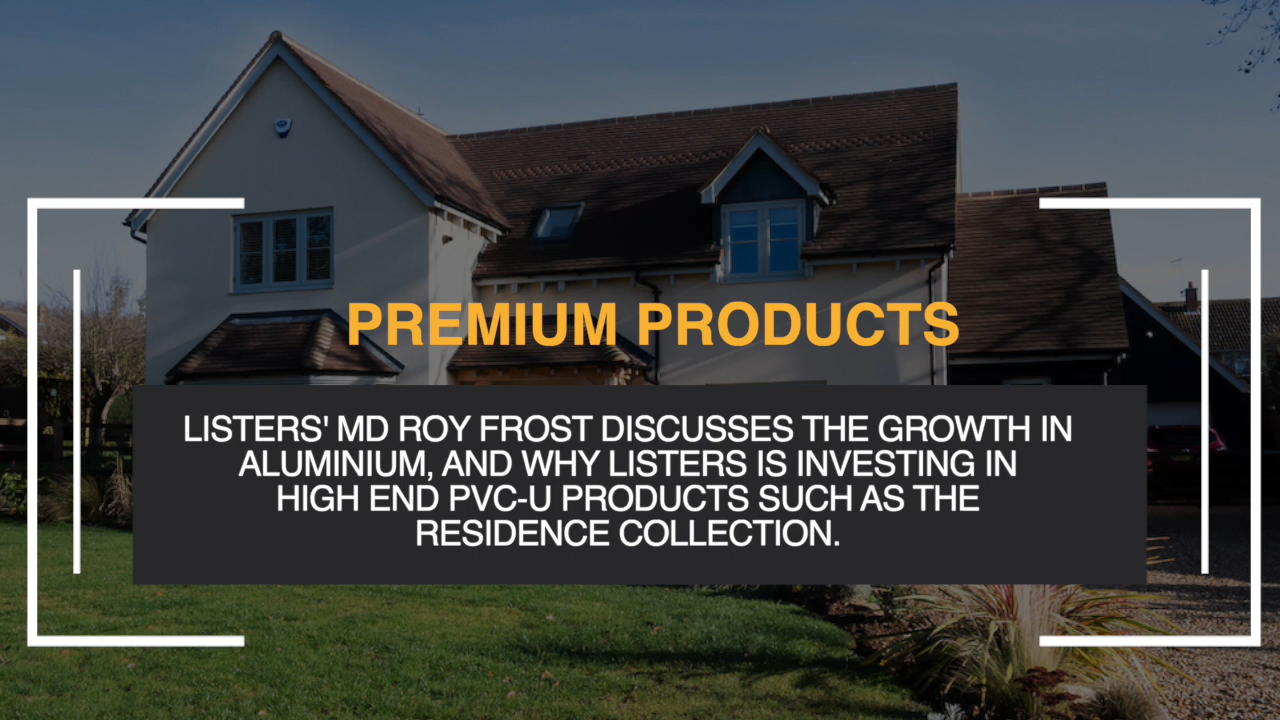 PREMIUM PRODUCTS
LISTERS' MD ROY FROST DISCUSSES THE GROWTH IN
ALUMINIUM, AND WHY LISTERS IS INVESTING IN
HIGH END PVC-U PRODUCTS SUCH AS THE
RESIDENCE COLLECTION.